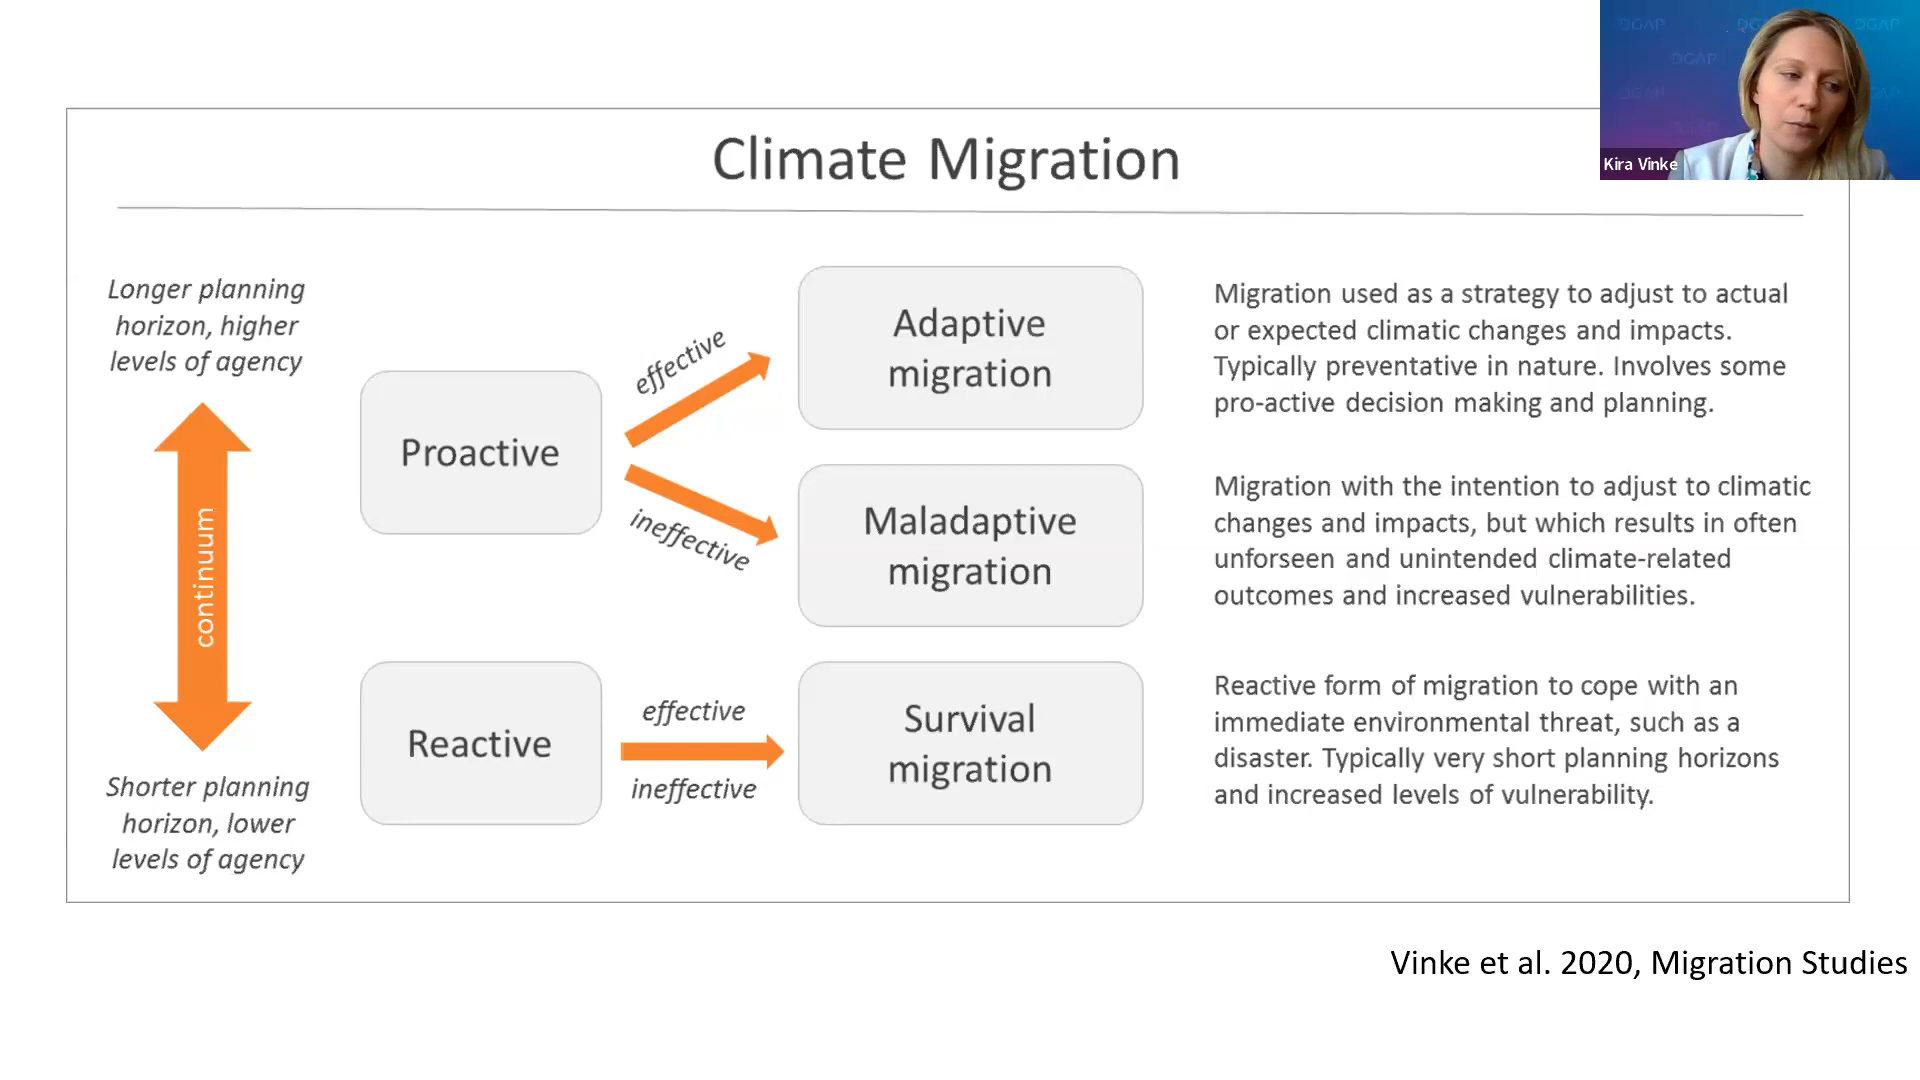 DGAP
DGAP
DGAP
Kira Vinke
Climate Migration
Longer planning
horizon, higher
levels of agency
continuum
Shorter planning
horizon, lower
levels of agency
Proactive
effective
ineffective
Adaptive
migration
Migration used as a strategy to adjust to actual
or expected climatic changes and impacts.
Typically preventative in nature. Involves some
pro-active decision making and planning.
Maladaptive
migration
Migration with the intention to adjust to climatic
changes and impacts, but which results in often
unforseen and unintended climate-related
outcomes and increased vulnerabilities.
Reactive
effective
ineffective
Survival
migration
Reactive form of migration to cope with an
immediate environmental threat, such as a
disaster. Typically very short planning horizons
and increased levels of vulnerability.
Vinke et al. 2020, Migration Studies